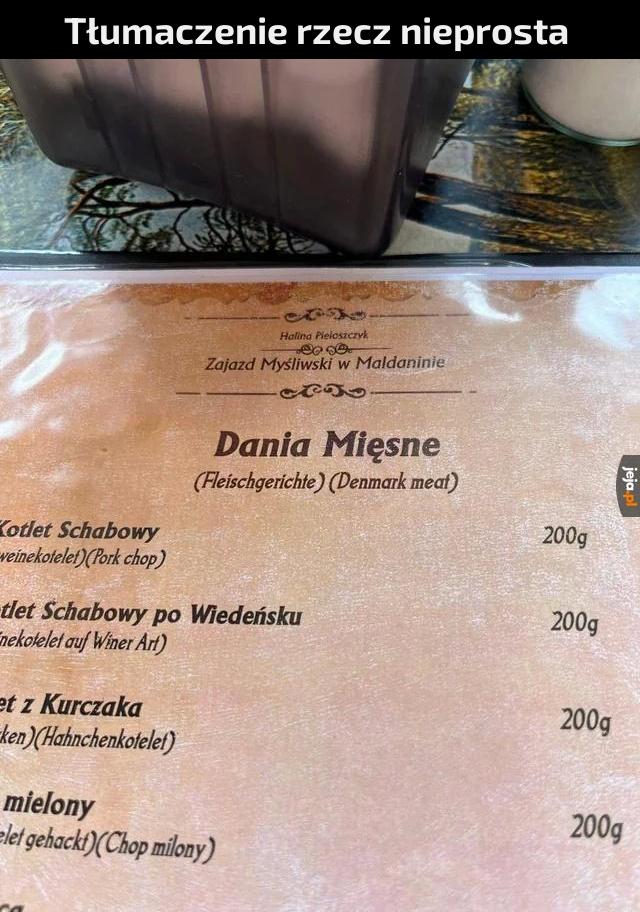 Tłumaczenie rzecz nieprosta
Halina Pieloszczyk
Zajazd Myśliwski w Maldaninie
Dania Mięsne
(Fleischgerichte) (Denmark meat)
jeja.pl
Kotlet Schabowy 200g
weinekotelet)(Pork chop)
tlet Schabowy po Wiedeńsku 200g
nekotelet auf Winer Art)
et z Kurczaka 200g
ken)(Hahnchenkotelet)
mielony 200g
elet gehackt)(Chop milony)